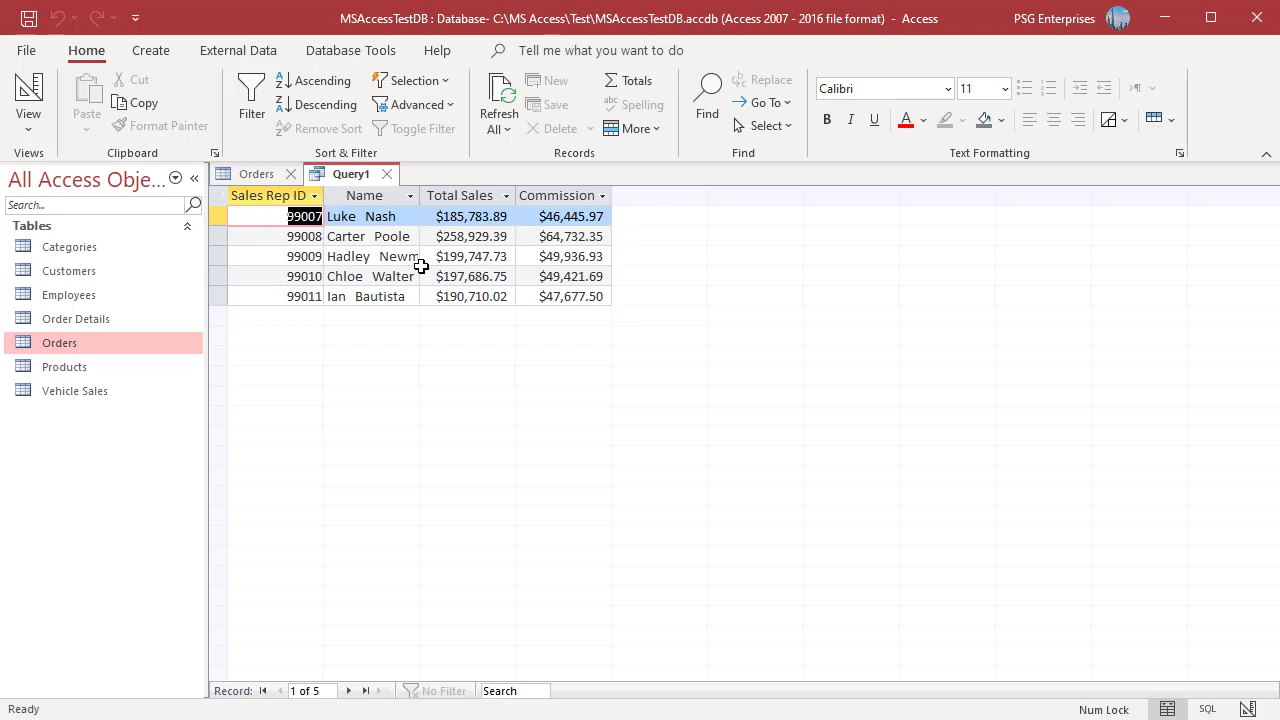 MSAccessTestDB : Database- C:\MS Access\Test\MSAccessTestDB.accdb (Access 2007 - 2016 file format) - Access
PSG Enterprises
File Home Create External Data Database Tools Help Tell me what you want to do
View
Views
Paste
Cut
Copy
Format Painter
Clipboard
Filter
Ascending
Descending
Remove Sort
Selection
Advanced
Toggle Filter
Sort & Filter
Refresh
All
New
Save
Delete
Totals
Spelling
More
Records
Find
Replace
Go To
Select
Find
Calibri 11
B I U A
Text Formatting
All Access Obje...
Search...
Tables
Categories
Customers
Employees
Order Details
Orders
Products
Vehicle Sales
Orders Query1
Sales Rep ID Name Total Sales Commission
99007 Luke Nash $185,783.89 $46,445.97
99008 Carter Poole $258,929.39 $64,732.35
99009 Hadley Newm $199,747.73 $49,936.93
99010 Chloe Walter $197,686.75 $49,421.69
99011 Ian Bautista $190,710.02 $47,677.50
Record: 1 of 5 No Filter Search
Ready Num Lock SQL